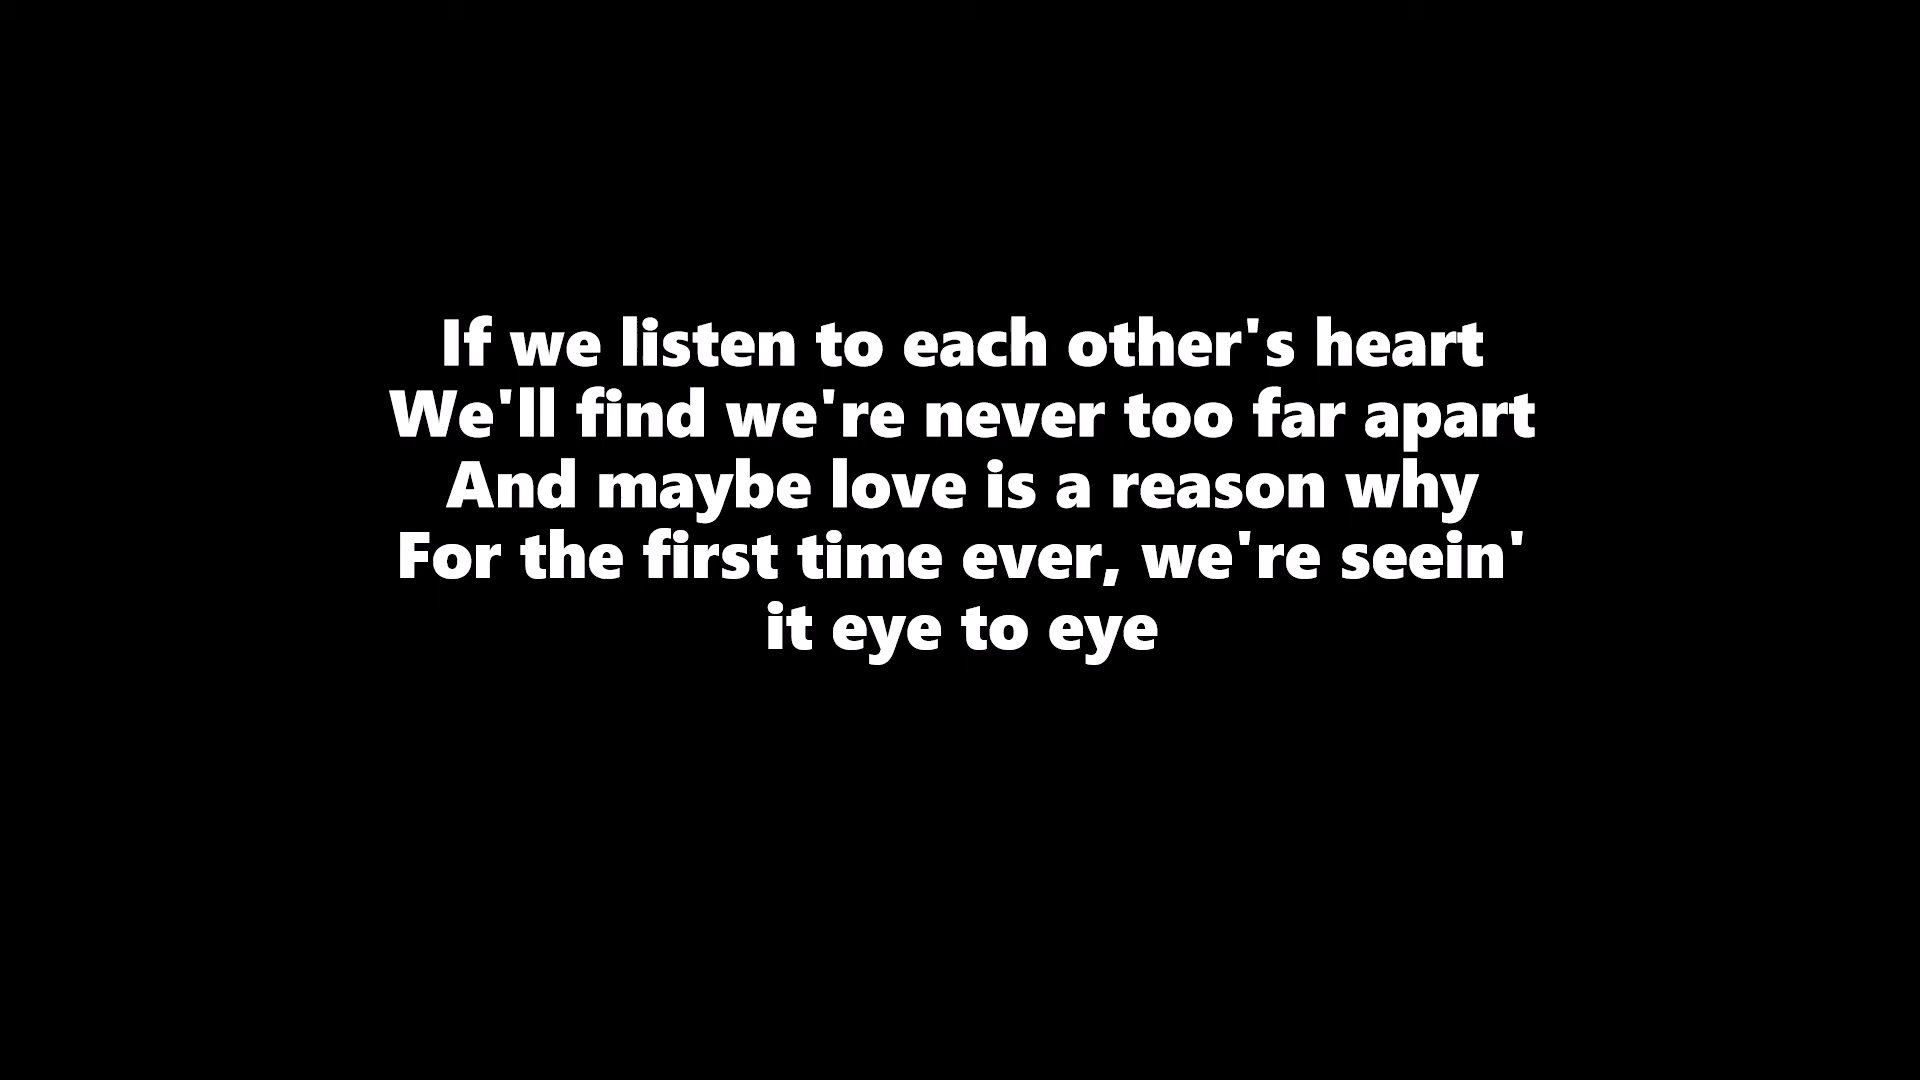 If we listen to each other's heart
We'll find we're never too far apart
And maybe love is a reason why
For the first time ever, we're seein'
it eye to eye